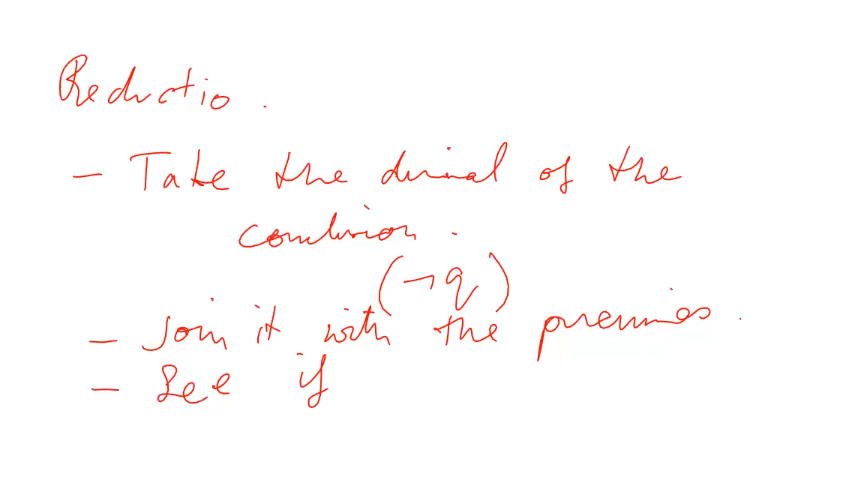 Reductio.
- Take the denial of the
conclusion.
(¬q)
- Join it with the premises.
- See if